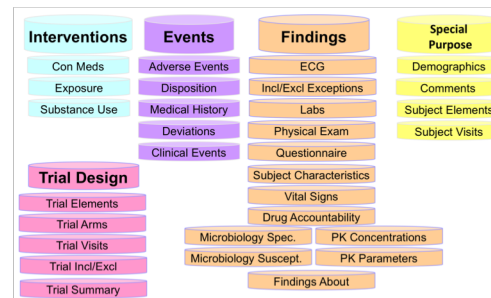 Interventions
Con Meds
Exposure
Substance Use
Events
Adverse Events
Disposition
Medical History
Deviations
Clinical Events
Findings
ECG
Incl/Excl Exceptions
Labs
Physical Exam
Questionnaire
Subject Characteristics
Vital Signs
Drug Accountability
Microbiology Spec.
PK Concentrations
Microbiology Suscept.
PK Parameters
Findings About
Special
Purpose
Demographics
Comments
Subject Elements
Subject Visits
Trial Design
Trial Elements
Trial Arms
Trial Visits
Trial Incl/Excl
Trial Summary